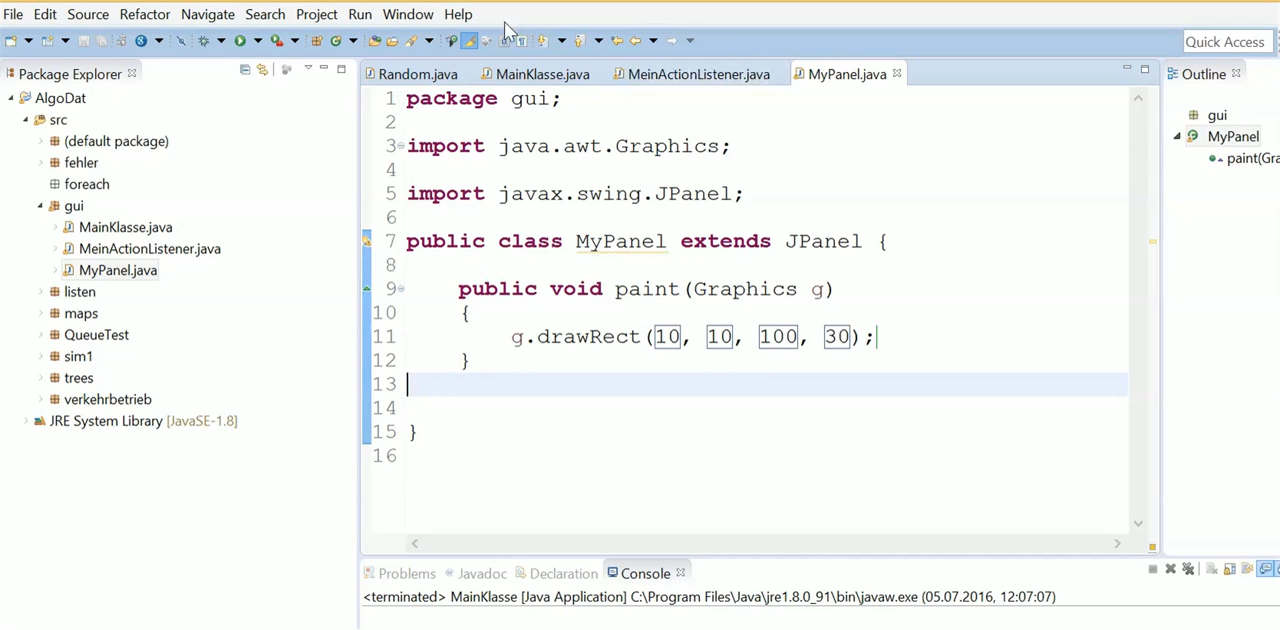 File Edit Source Refactor Navigate Search Project Run Window Help
Quick Access
Package Explorer
Random.java MainKlasse.java MeinActionListener.java MyPanel.java
Outline
AlgoDat
src
(default package)
fehler
foreach
gui
MainKlasse.java
MeinActionListener.java
MyPanel.java
listen
maps
QueueTest
sim1
trees
verkehrbetrieb
JRE System Library [JavaSE-1.8]
1 package gui;
2
3 import java.awt.Graphics;
4
5 import javax.swing.JPanel;
6
7 public class MyPanel extends JPanel {
8
9 public void paint(Graphics g)
10 {
11 g.drawRect(10, 10, 100, 30);
12 }
13
14
15 }
16
gui
MyPanel
paint(Gra
Problems Javadoc Declaration Console
<terminated> MainKlasse [Java Application] C:\Program Files\Java\jre1.8.0_91\bin\javaw.exe (05.07.2016, 12:07:07)